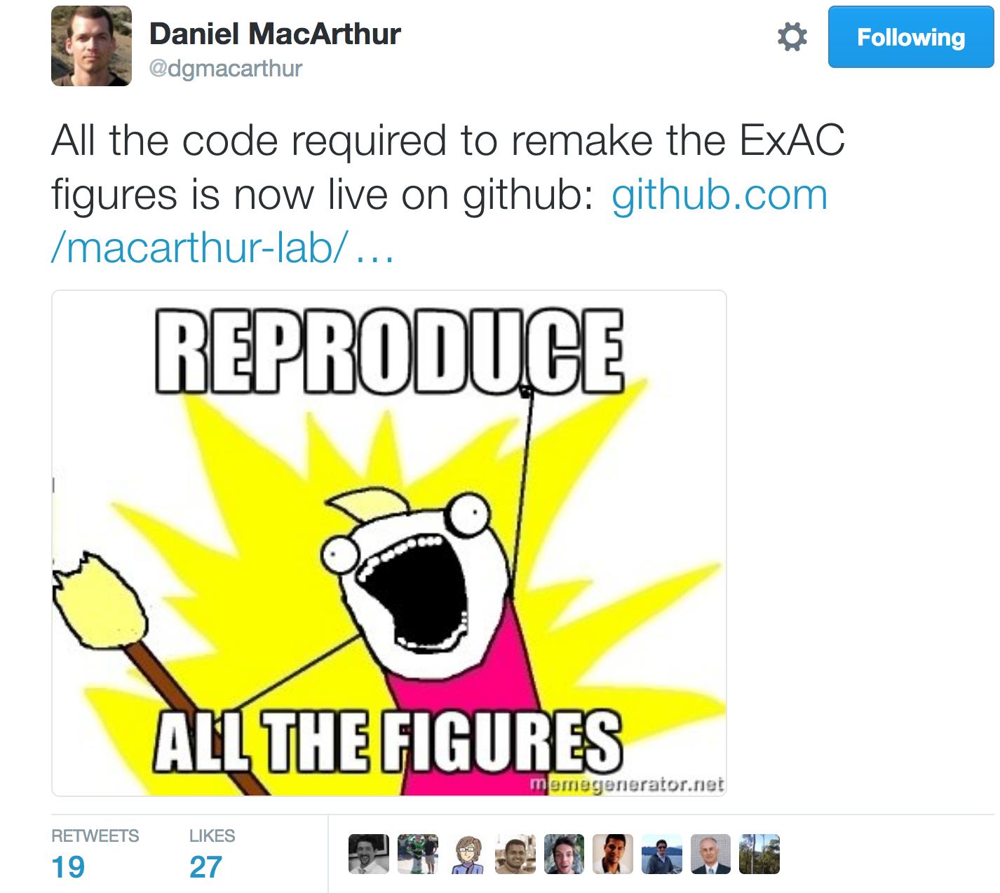 Daniel MacArthur
@dgmacarthur
Following
All the code required to remake the ExAC
figures is now live on github: github.com
/macarthur-lab/ ...
REPRODUCE
ALL THE FIGURES
memegenerator.net
RETWEETS
19
LIKES
27